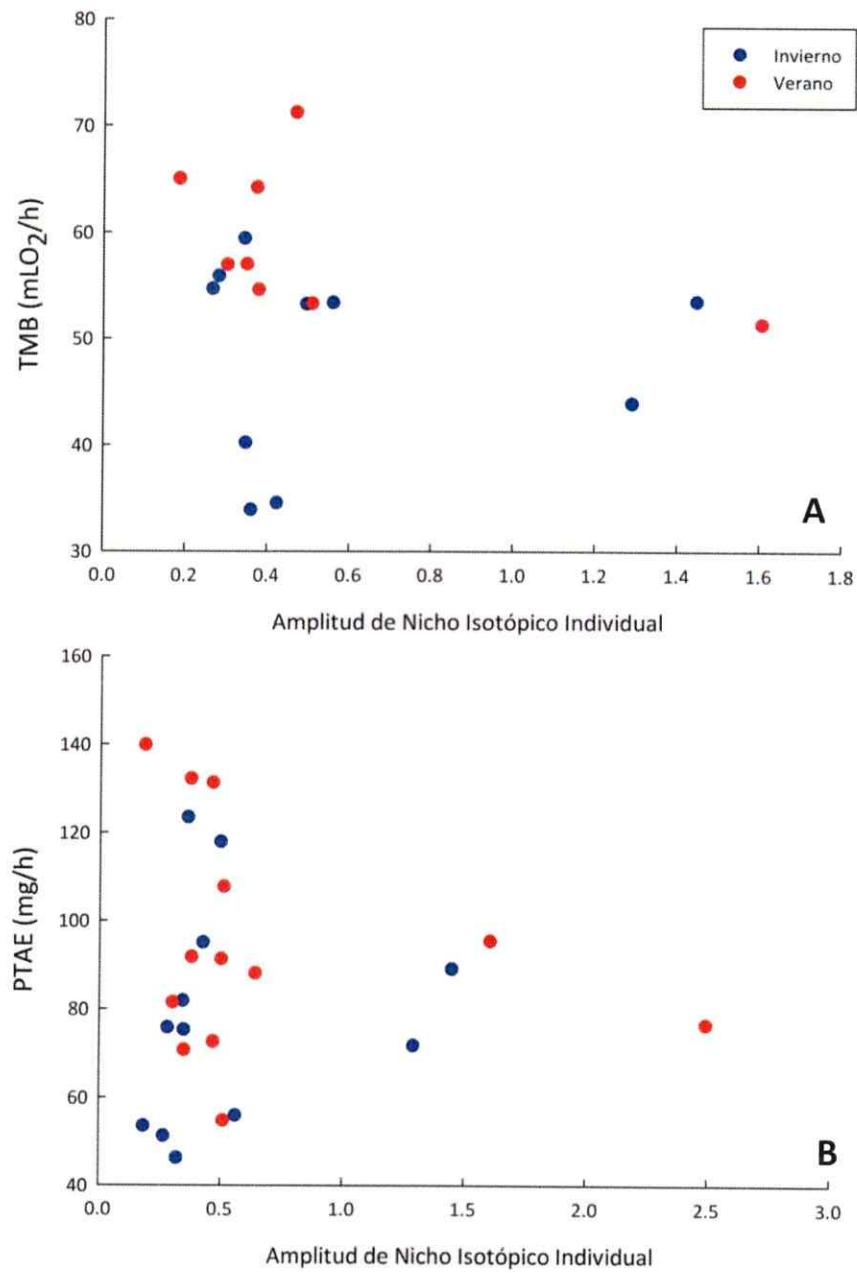 80
70
60
50
40
30
TMB (mLO2/h)
Invierno
Verano
A
0.0 0.2 0.4 0.6 0.8 1.0 1.2 1.4 1.6 1.8
Amplitud de Nicho Isotópico Individual
160
140
120
100
80
60
40
PTAE (mg/h)
B
0.0 0.5 1.0 1.5 2.0 2.5 3.0
Amplitud de Nicho Isotópico Individual